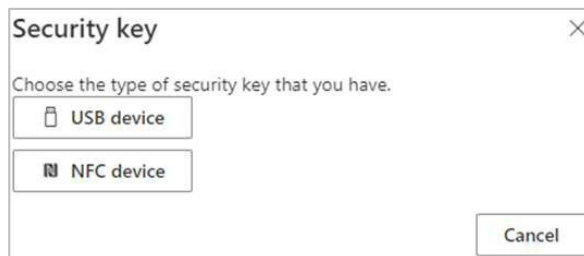 Security key
Choose the type of security key that you have.
USB device
NFC device
Cancel